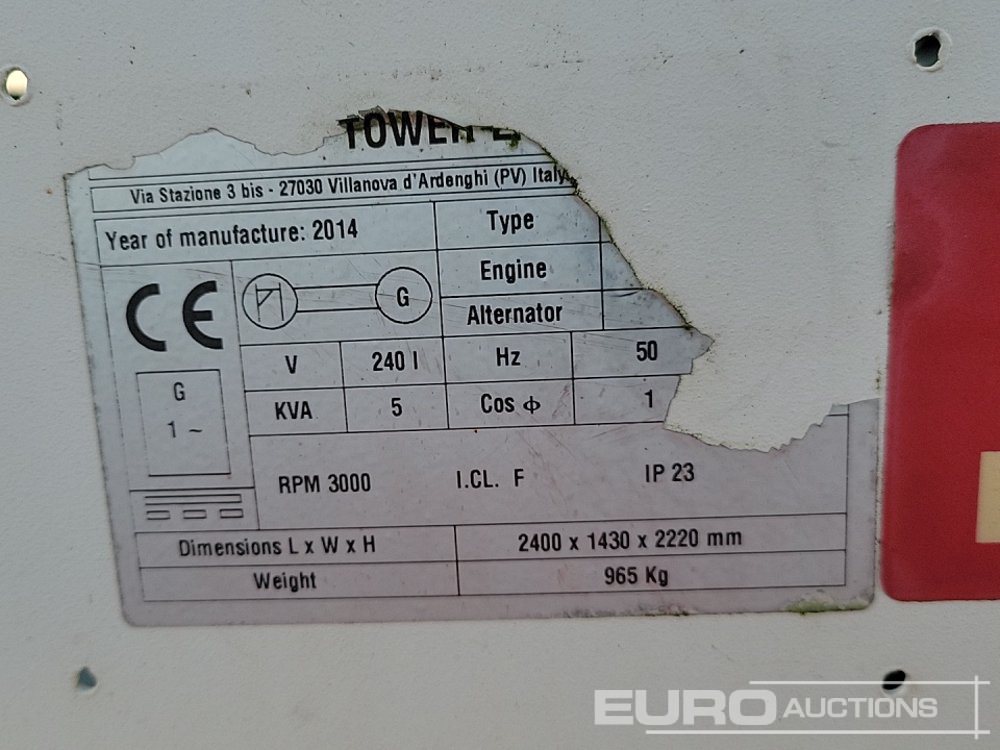 TOWER
Via Stazione 3 bis - 27030 Villanova d'Ardenghi (PV) Italy
Year of manufacture: 2014
Type
Engine
Alternator
CE
G
V 240 I Hz 50
KVA 5 Cos ϕ 1
G
1 ~
RPM 3000 I.CL. F IP 23
Dimensions L x W x H 2400 x 1430 x 2220 mm
Weight 965 Kg
EURO AUCTIONS